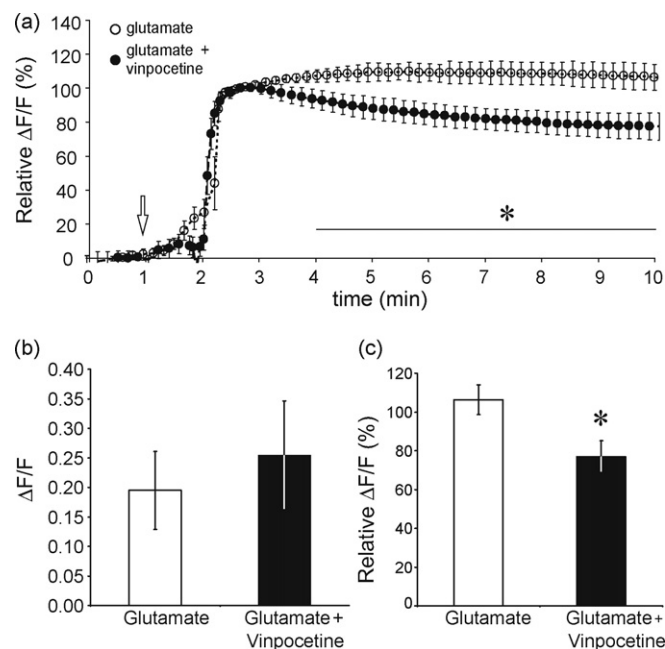 (a)
glutamate
glutamate +
vinpocetine
Relative ΔF/F (%)
140
120
100
80
60
40
20
0
*
0 1 2 3 4 5 6 7 8 9 10
time (min)
(b)
ΔF/F
0.40
0.35
0.30
0.25
0.20
0.15
0.10
0.05
0.00
Glutamate
Glutamate +
Vinpocetine
(c)
Relative ΔF/F (%)
120
100
80
60
40
20
0
*
Glutamate
Glutamate+
Vinpocetine